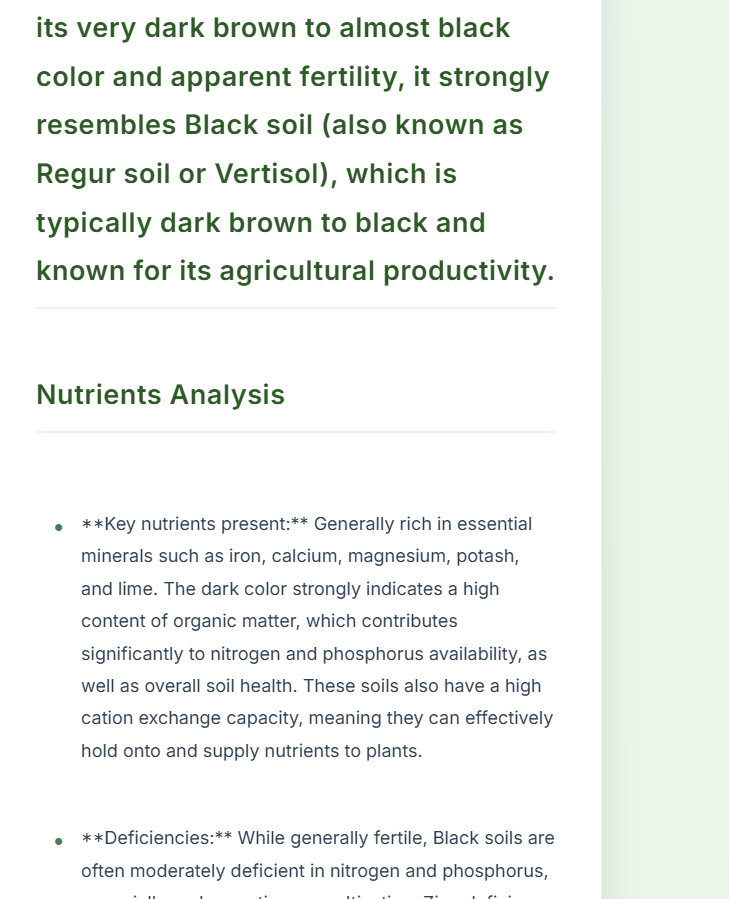 its very dark brown to almost black
color and apparent fertility, it strongly
resembles Black soil (also known as
Regur soil or Vertisol), which is
typically dark brown to black and
known for its agricultural productivity.
Nutrients Analysis
**Key nutrients present:** Generally rich in essential
minerals such as iron, calcium, magnesium, potash,
and lime. The dark color strongly indicates a high
content of organic matter, which contributes
significantly to nitrogen and phosphorus availability, as
well as overall soil health. These soils also have a high
cation exchange capacity, meaning they can effectively
hold onto and supply nutrients to plants.
**Deficiencies:** While generally fertile, Black soils are
often moderately deficient in nitrogen and phosphorus,